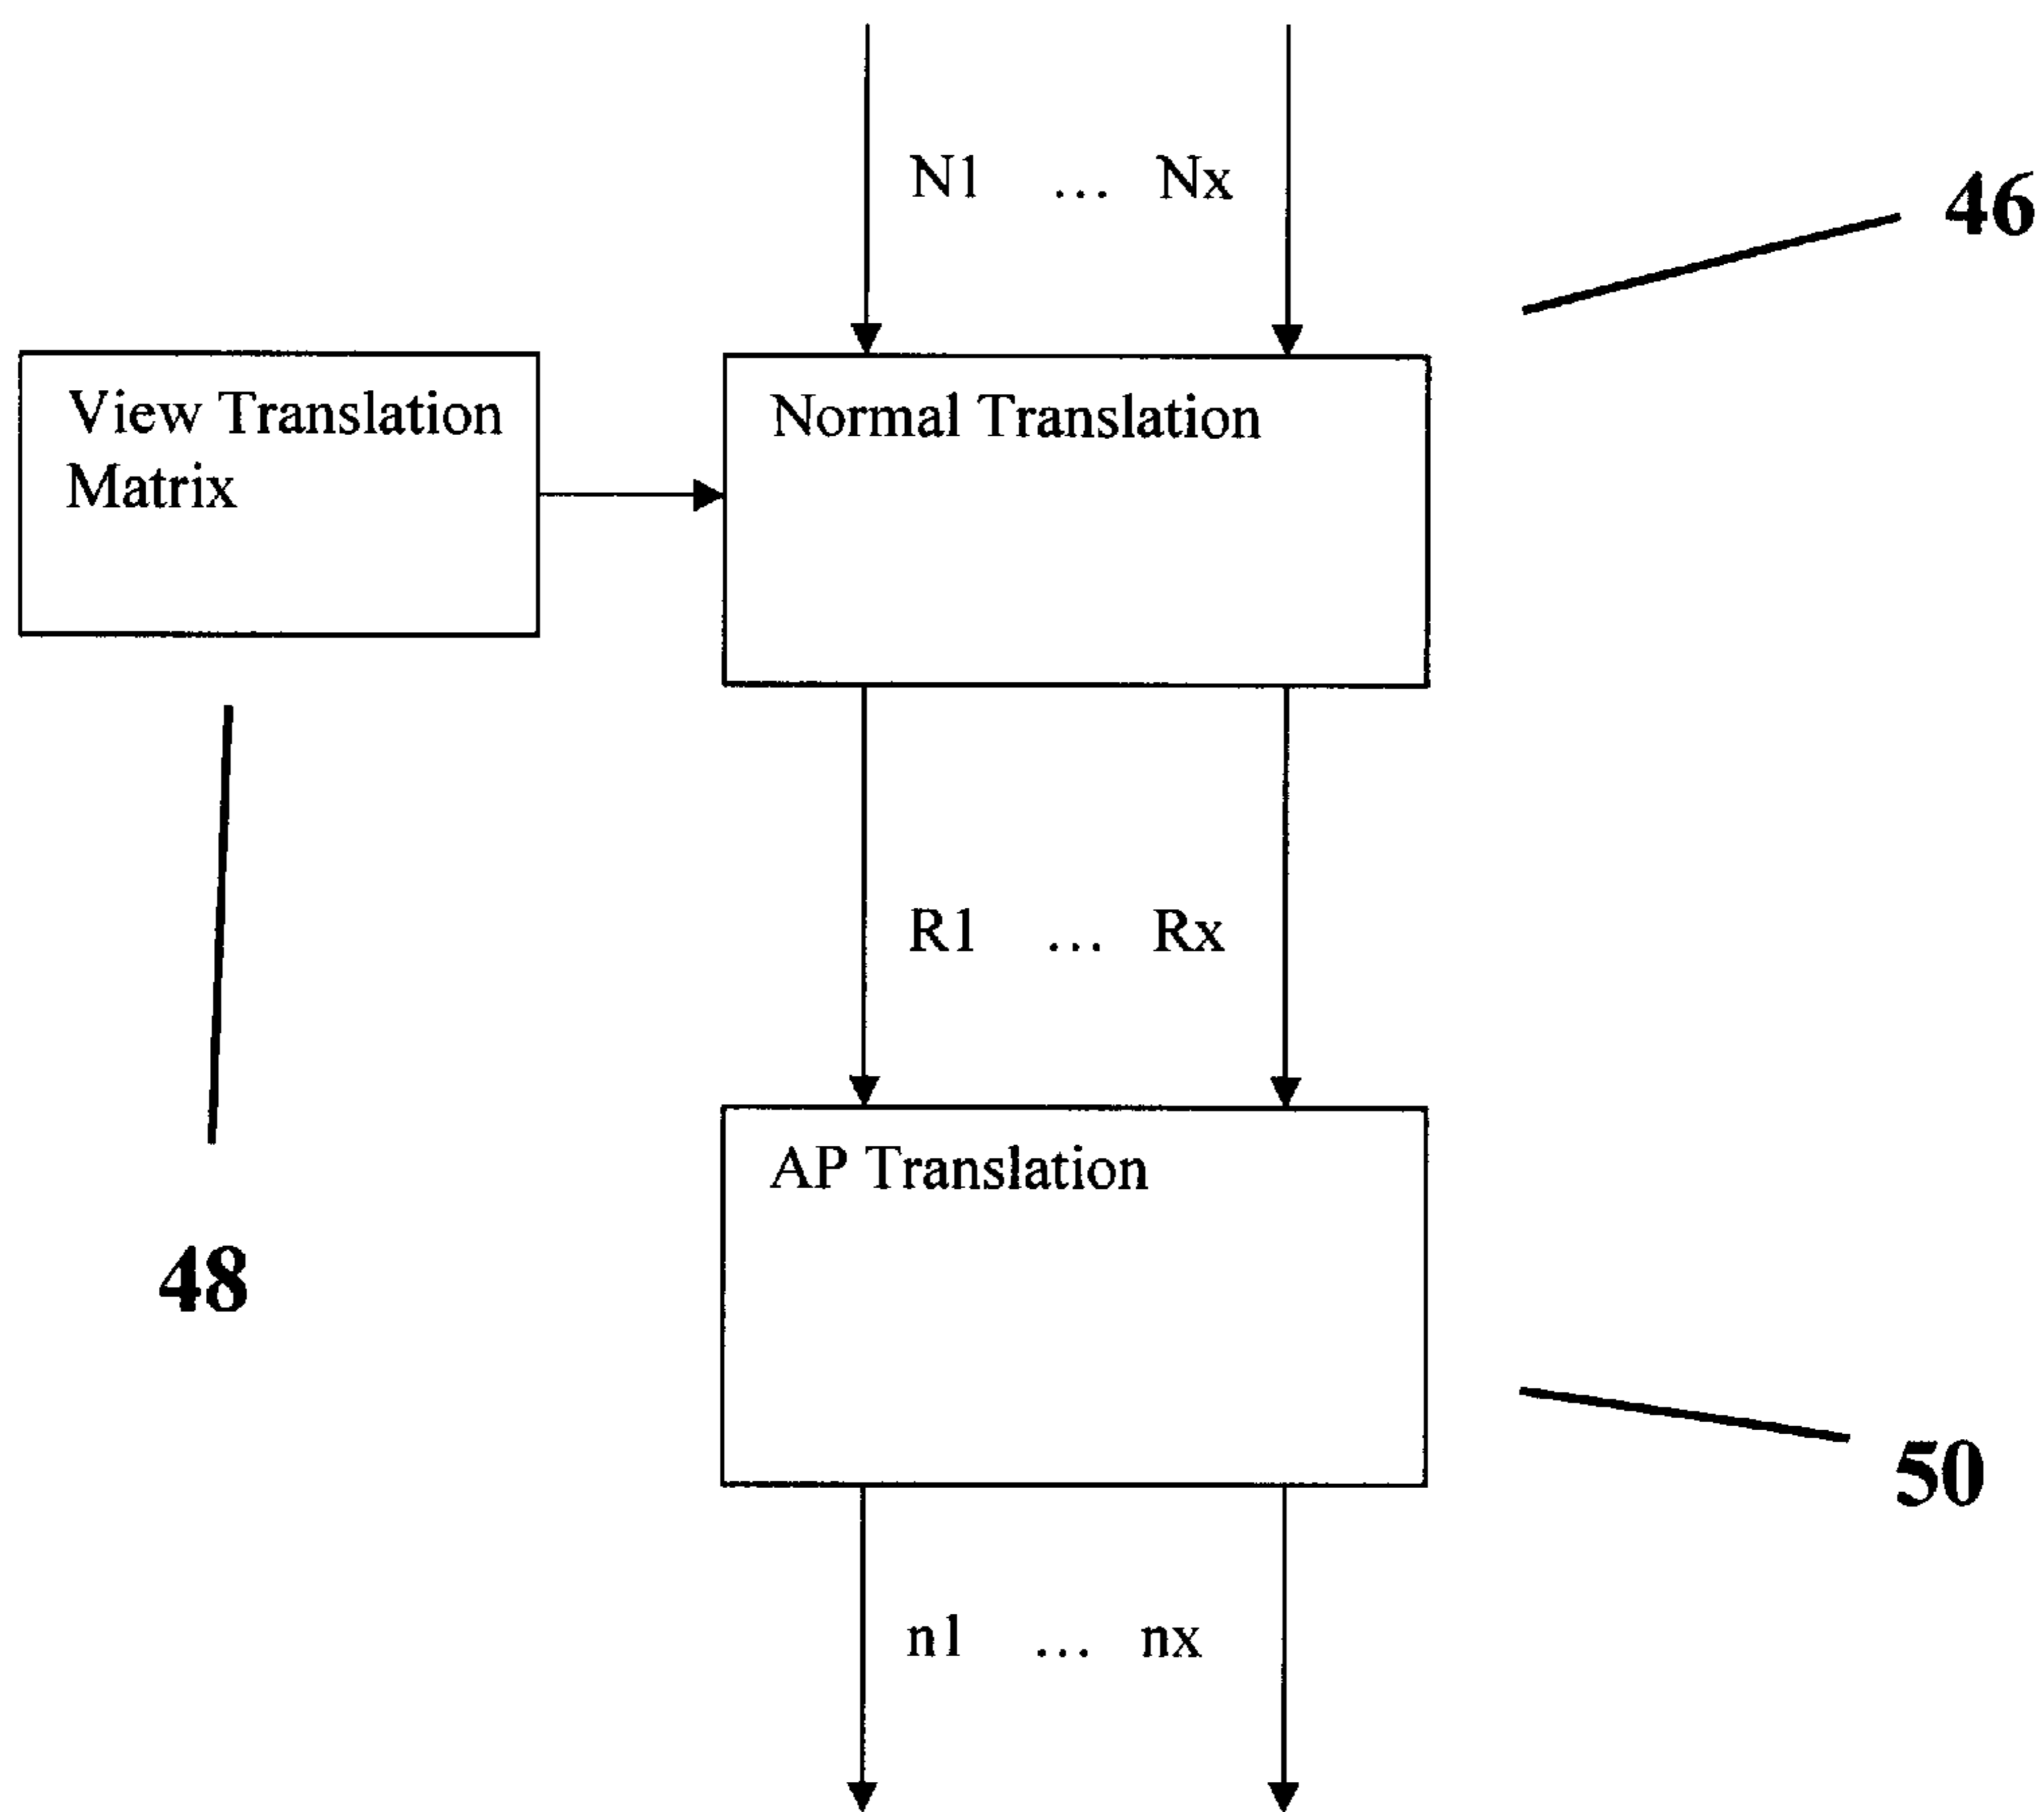 N1 ... Nx
46
View Translation
Matrix
Normal Translation
R1 ... Rx
AP Translation
48
50
n1 ... nx